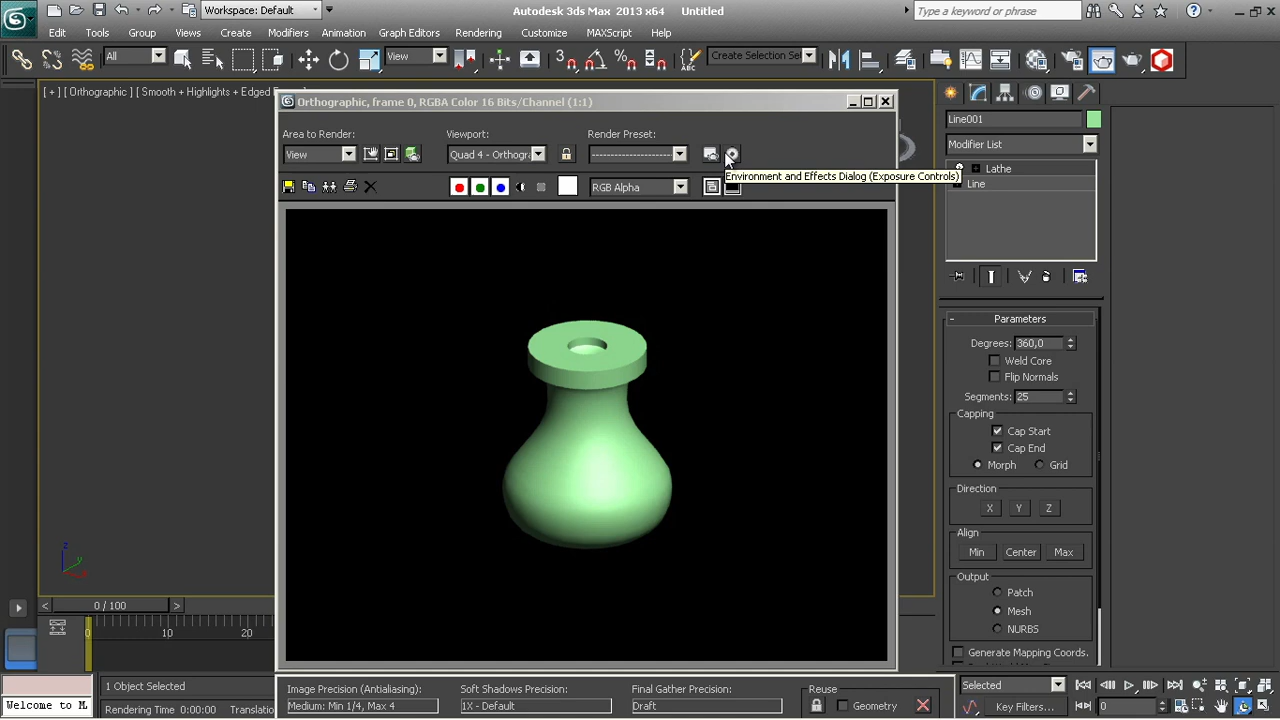 Workspace: Default
Autodesk 3ds Max 2013 x64 Untitled
Type a keyword or phrase
Edit Tools Group Views Create Modifiers Animation Graph Editors Rendering Customize MAXScript Help
All
View
Create Selection Se
[ + ] [ Orthographic ] [ Smooth + Highlights + Edged
Orthographic, frame 0, RGBA Color 16 Bits/Channel (1:1)
Area to Render:
View
Viewport:
Quad 4 - Orthogr
Render Preset:
Environment and Effects Dialog (Exposure Controls)
RGB Alpha
Line001
Modifier List
Lathe
Line
Parameters
Degrees: 360,0
Weld Core
Flip Normals
Segments: 25
Capping
Cap Start
Cap End
Morph Grid
Direction
X Y Z
Align
Min Center Max
Output
Patch
Mesh
NURBS
Generate Mapping Coords.
z
y
x
0 / 100
0 10 20
Welcome to M
1 Object Selected
Rendering Time 0:00:00 Translatio
Image Precision (Antialiasing):
Medium: Min 1/4, Max 4
Soft Shadows Precision:
1X - Default
Final Gather Precision:
Draft
Reuse
Geometry
Selected
Key Filters...
0